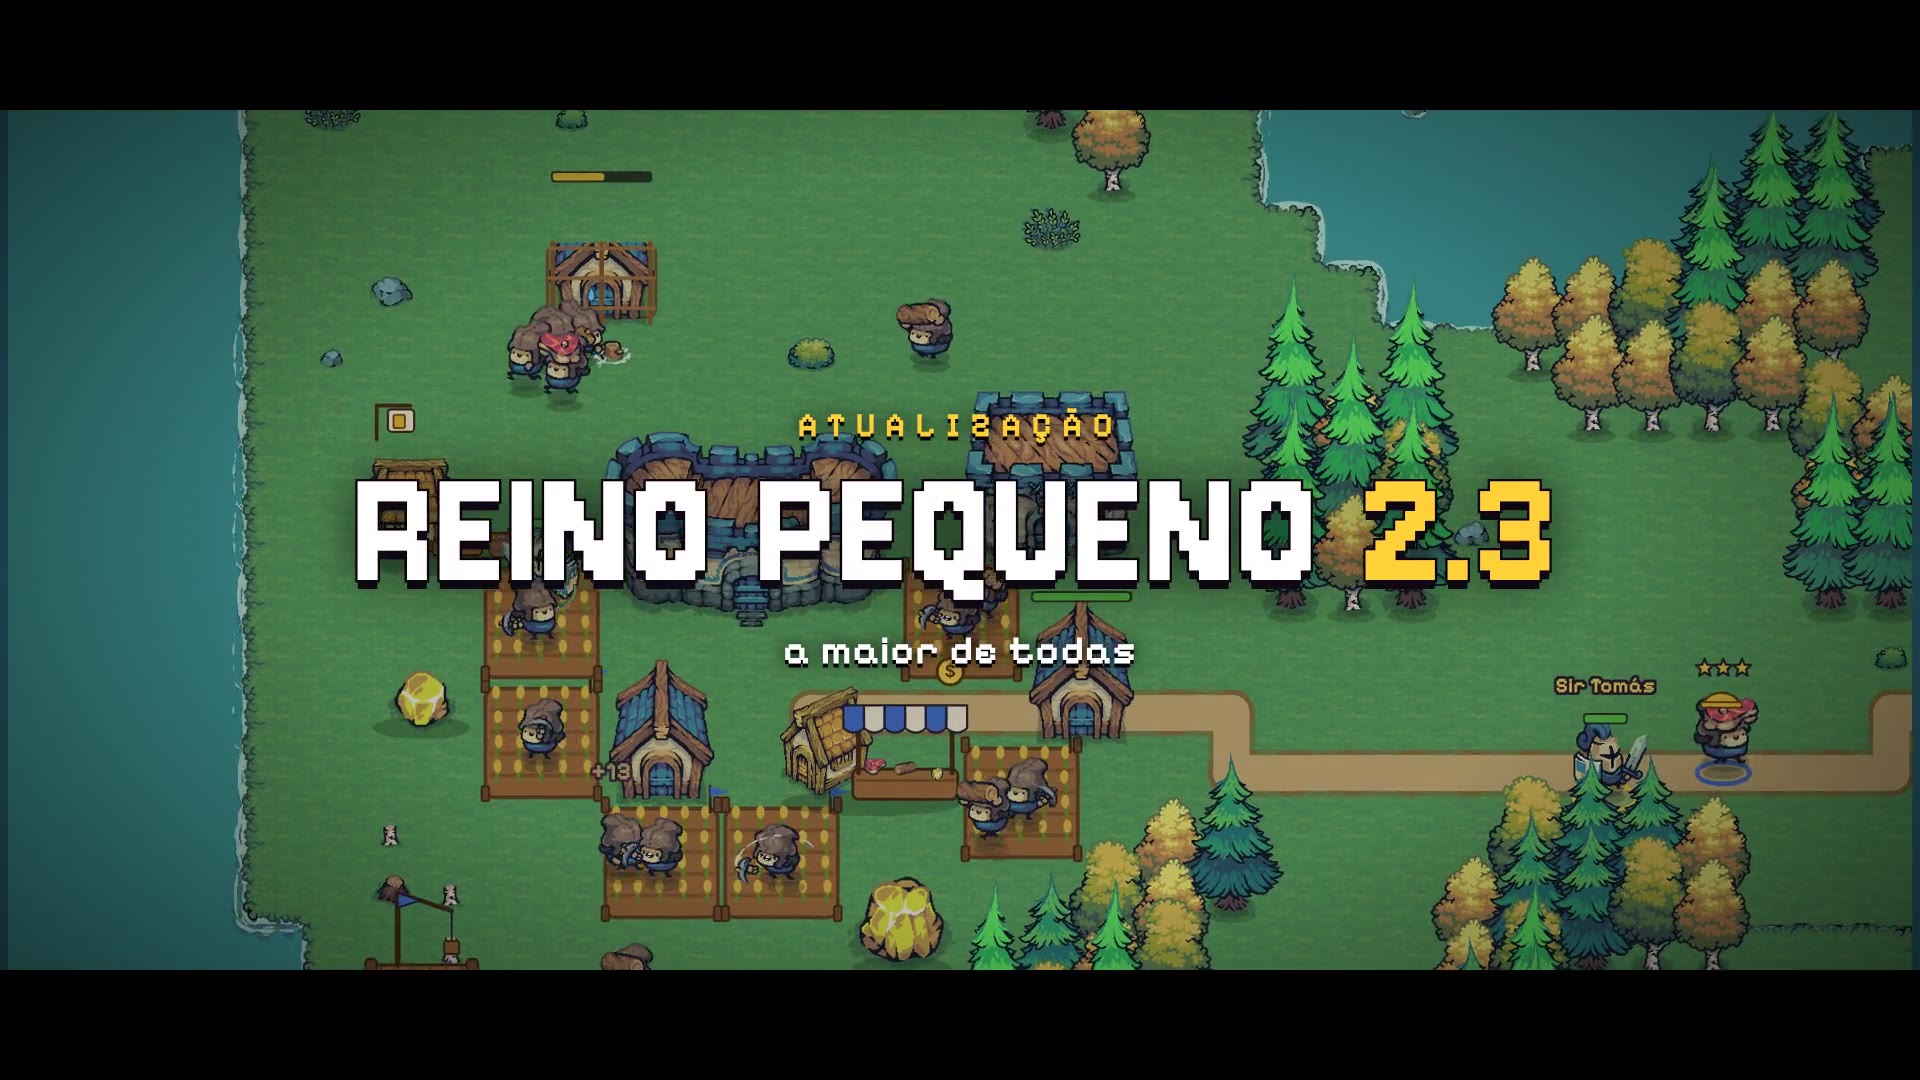 ATUALIZAÇÃO
REINO PEQUENO 2.3
a maior de todas
$
Sir Tomás
+13